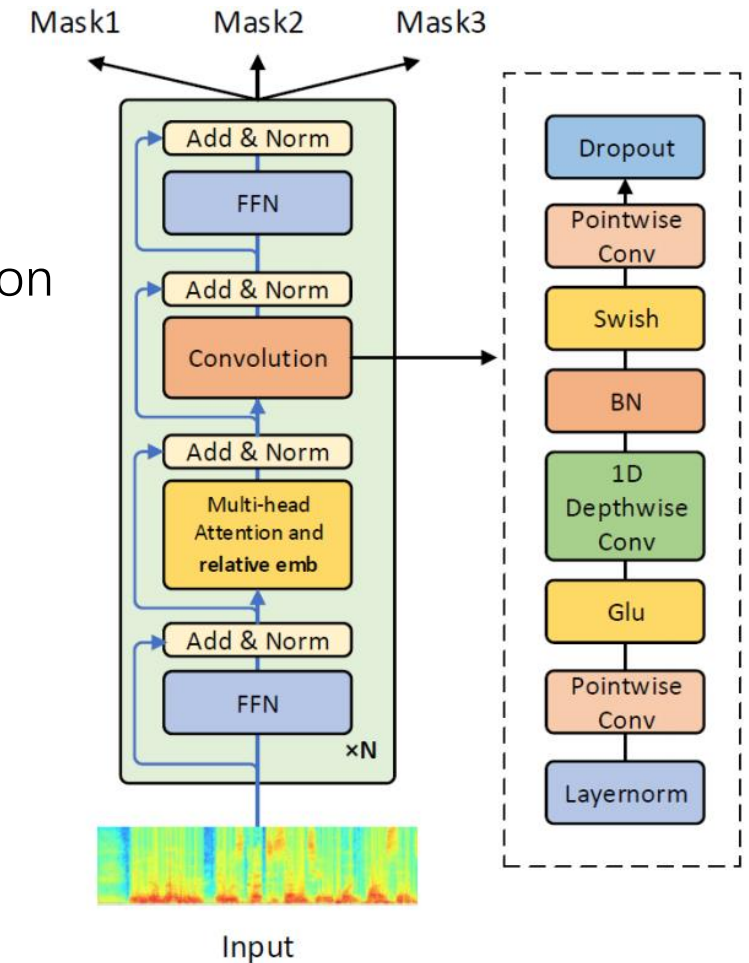 Mask1 Mask2 Mask3
Add & Norm
FFN
Add & Norm
Convolution
Add & Norm
Multi-head
Attention and
relative emb
Add & Norm
FFN
×N
Input
on
Dropout
Pointwise
Conv
Swish
BN
1D
Depthwise
Conv
Glu
Pointwise
Conv
Layernorm